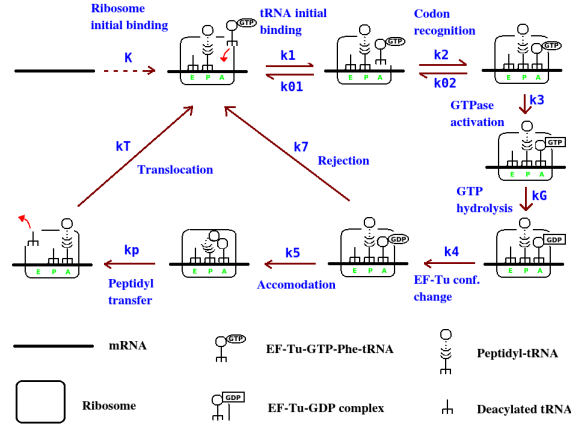 Ribosome
initial binding
tRNA initial
binding
Codon
recognition
GTP
GTP
GTP
K
k1
k01
k2
k02
E P A
E P A
E P A
k3
GTPase
activation
GTP
E P A
kT
Translocation
k7
Rejection
GTP
hydrolysis
kG
kp
Peptidyl
transfer
k5
Accomodation
k4
EF-Tu conf.
change
GDP
GDP
E P A
E P A
E P A
E P A
mRNA
GTP
EF-Tu-GTP-Phe-tRNA
Peptidyl-tRNA
Ribosome
GDP
EF-Tu-GDP complex
Deacylated tRNA